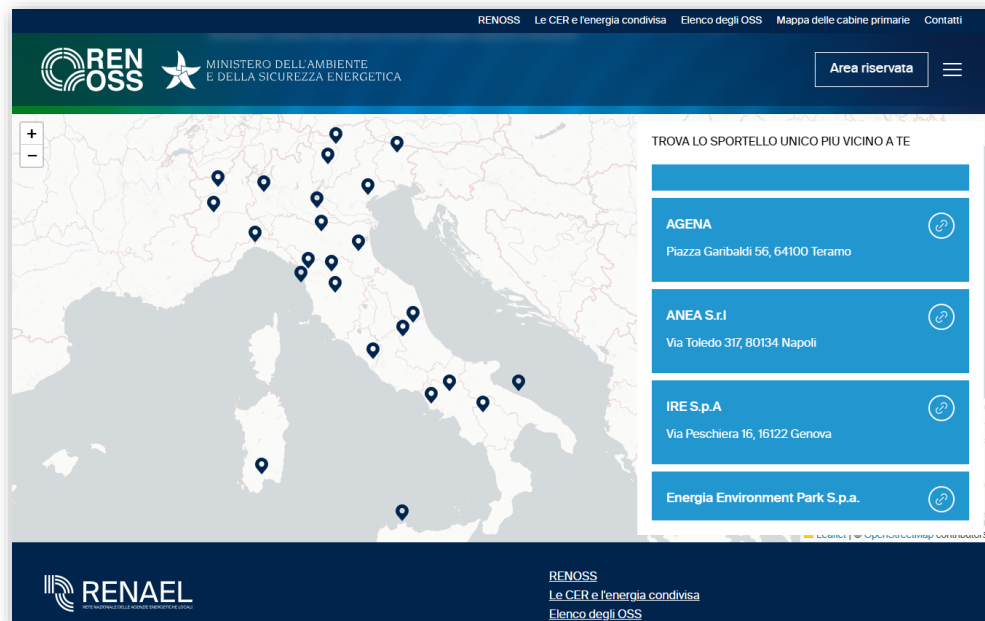 RENOSS Le CER e l'energia condivisa Elenco degli OSS Mappa delle cabine primarie Contatti
REN
OSS
MINISTERO DELL'AMBIENTE
E DELLA SICUREZZA ENERGETICA
Area riservata
+
−
TROVA LO SPORTELLO UNICO PIÙ VICINO A TE
AGENA
Piazza Garibaldi 56, 64100 Teramo
ANEA S.r.l
Via Toledo 317, 80134 Napoli
IRE S.p.A
Via Peschiera 16, 16122 Genova
Energia Environment Park S.p.a.
Leaflet | © OpenStreetMap contributors
RENAEL
RETE NAZIONALE DELLE AGENZIE ENERGETICHE LOCALI
RENOSS
Le CER e l'energia condivisa
Elenco degli OSS